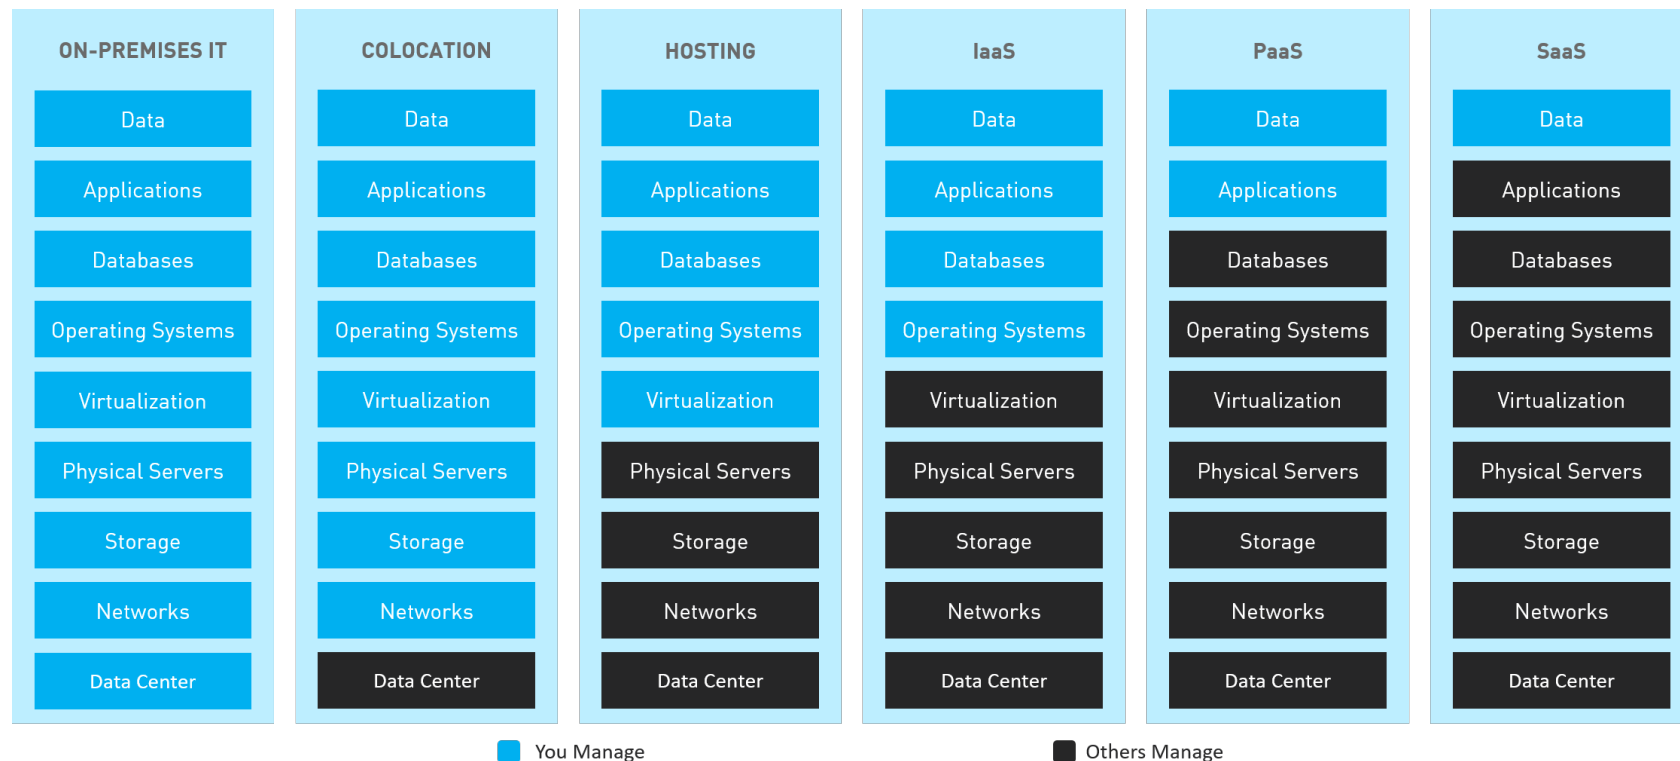 ON-PREMISES IT
Data
Applications
Databases
Operating Systems
Virtualization
Physical Servers
Storage
Networks
Data Center
COLOCATION
Data
Applications
Databases
Operating Systems
Virtualization
Physical Servers
Storage
Networks
Data Center
HOSTING
Data
Applications
Databases
Operating Systems
Virtualization
Physical Servers
Storage
Networks
Data Center
IaaS
Data
Applications
Databases
Operating Systems
Virtualization
Physical Servers
Storage
Networks
Data Center
PaaS
Data
Applications
Databases
Operating Systems
Virtualization
Physical Servers
Storage
Networks
Data Center
SaaS
Data
Applications
Databases
Operating Systems
Virtualization
Physical Servers
Storage
Networks
Data Center
You Manage
Others Manage